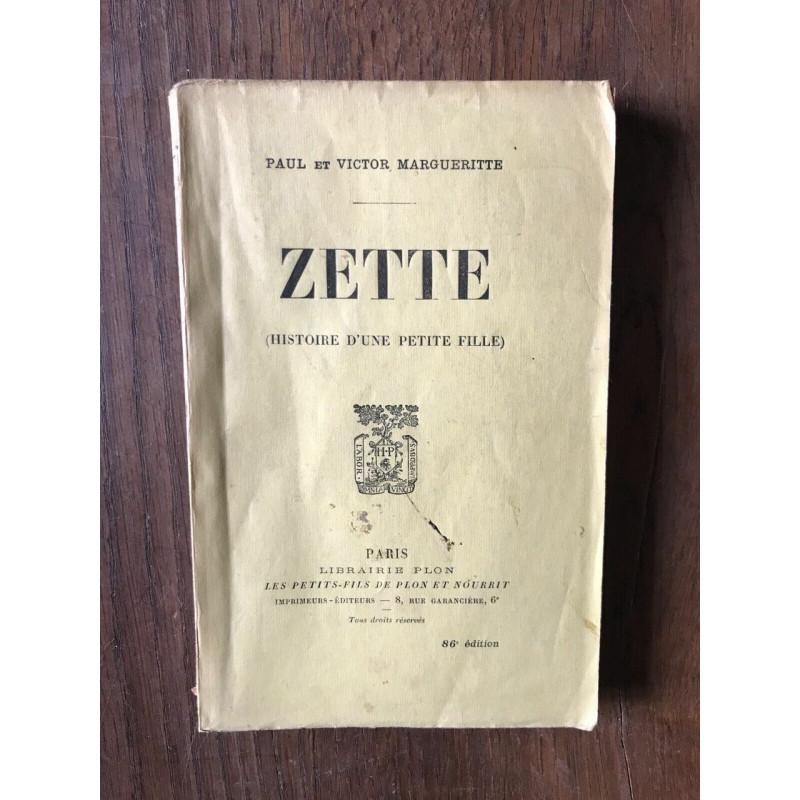 PAUL ET VICTOR MARGUERITTE
ZETTE
(HISTOIRE D'UNE PETITE FILLE)
H·P
LABOR
PARIS
LIBRAIRIE PLON
LES PETITS-FILS DE PLON ET NOURRIT
IMPRIMEURS-ÉDITEURS — 8, RUE GARANCIÈRE, 6e
Tous droits réservés
86e édition